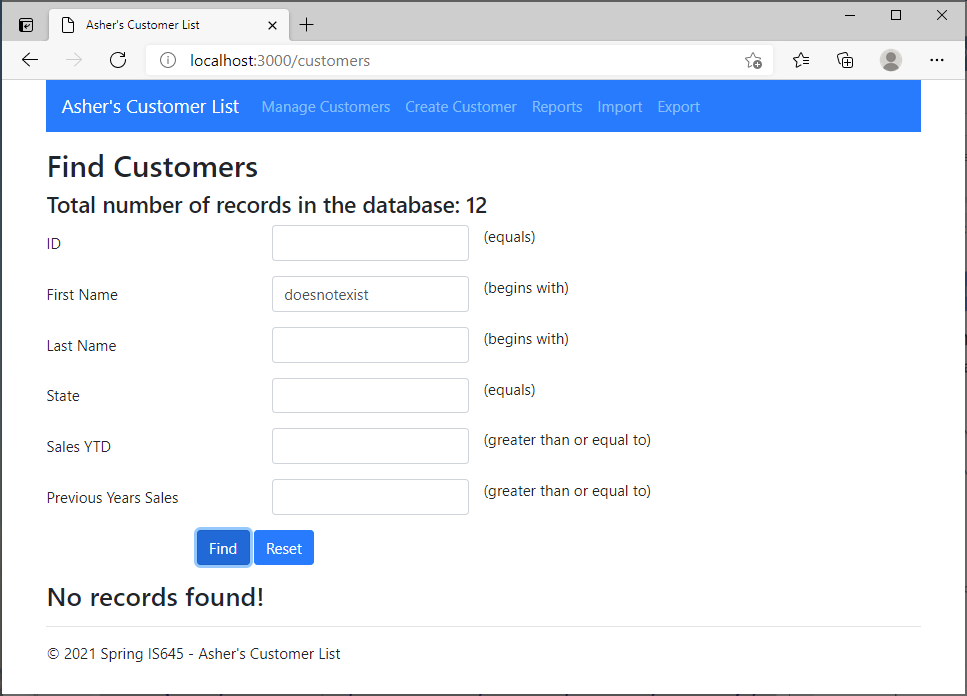 Asher's Customer List
localhost:3000/customers
Asher's Customer List Manage Customers Create Customer Reports Import Export
Find Customers
Total number of records in the database: 12
ID (equals)
First Name doesnotexist (begins with)
Last Name (begins with)
State (equals)
Sales YTD (greater than or equal to)
Previous Years Sales (greater than or equal to)
Find Reset
No records found!
© 2021 Spring IS645 - Asher's Customer List